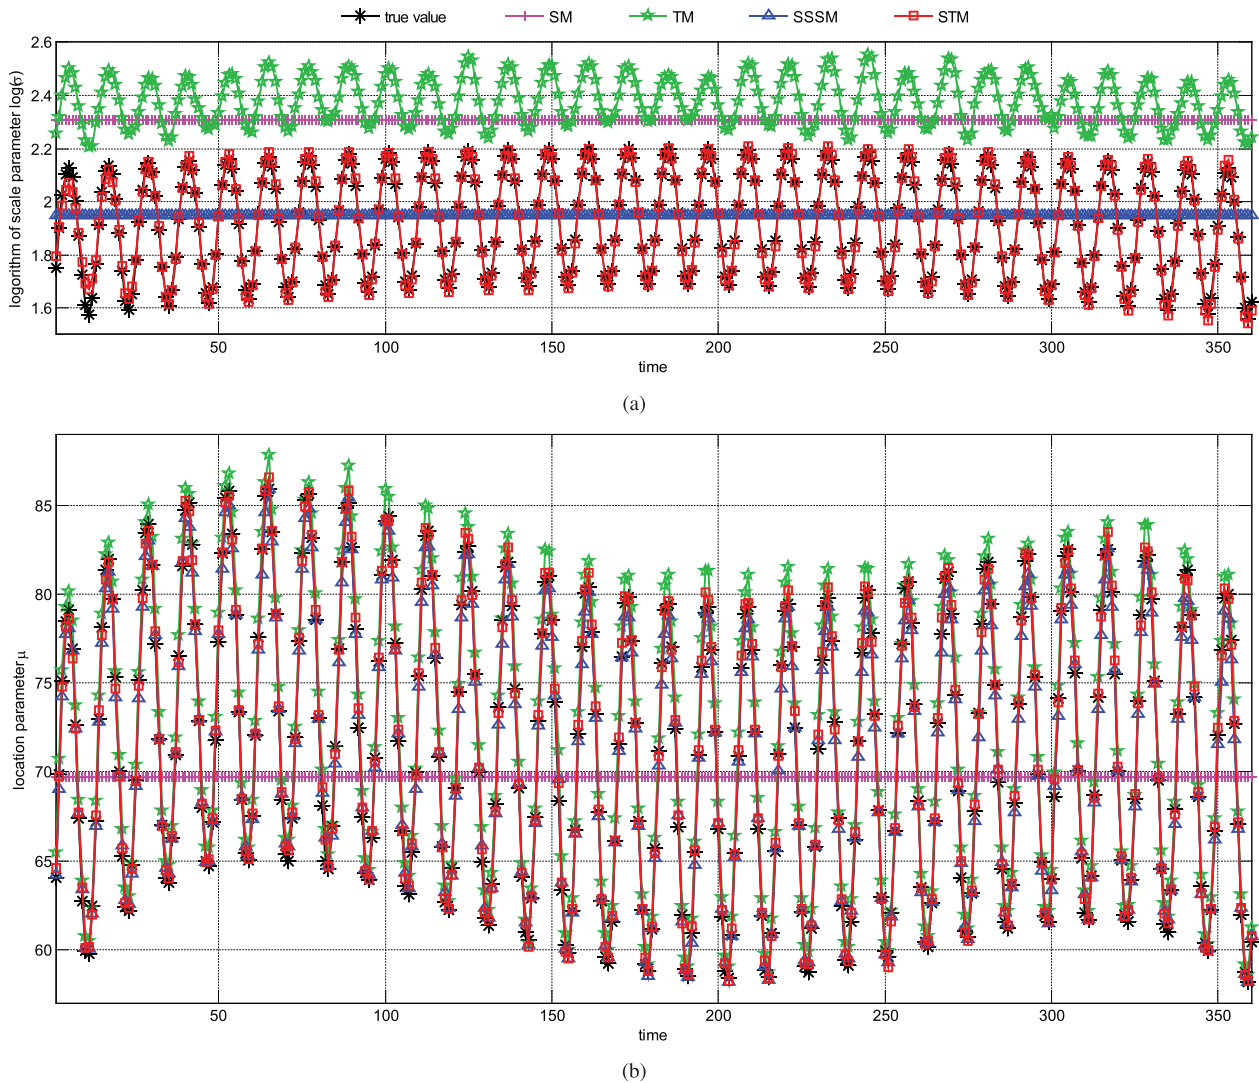 true value SM TM SSSM STM
logorithm of scale parameter log(σ)
2.6
2.4
2.2
2
1.8
1.6
50 100 150 200 250 300 350
time
(a)
location parameter μ
85
80
75
70
65
60
50 100 150 200 250 300 350
time
(b)